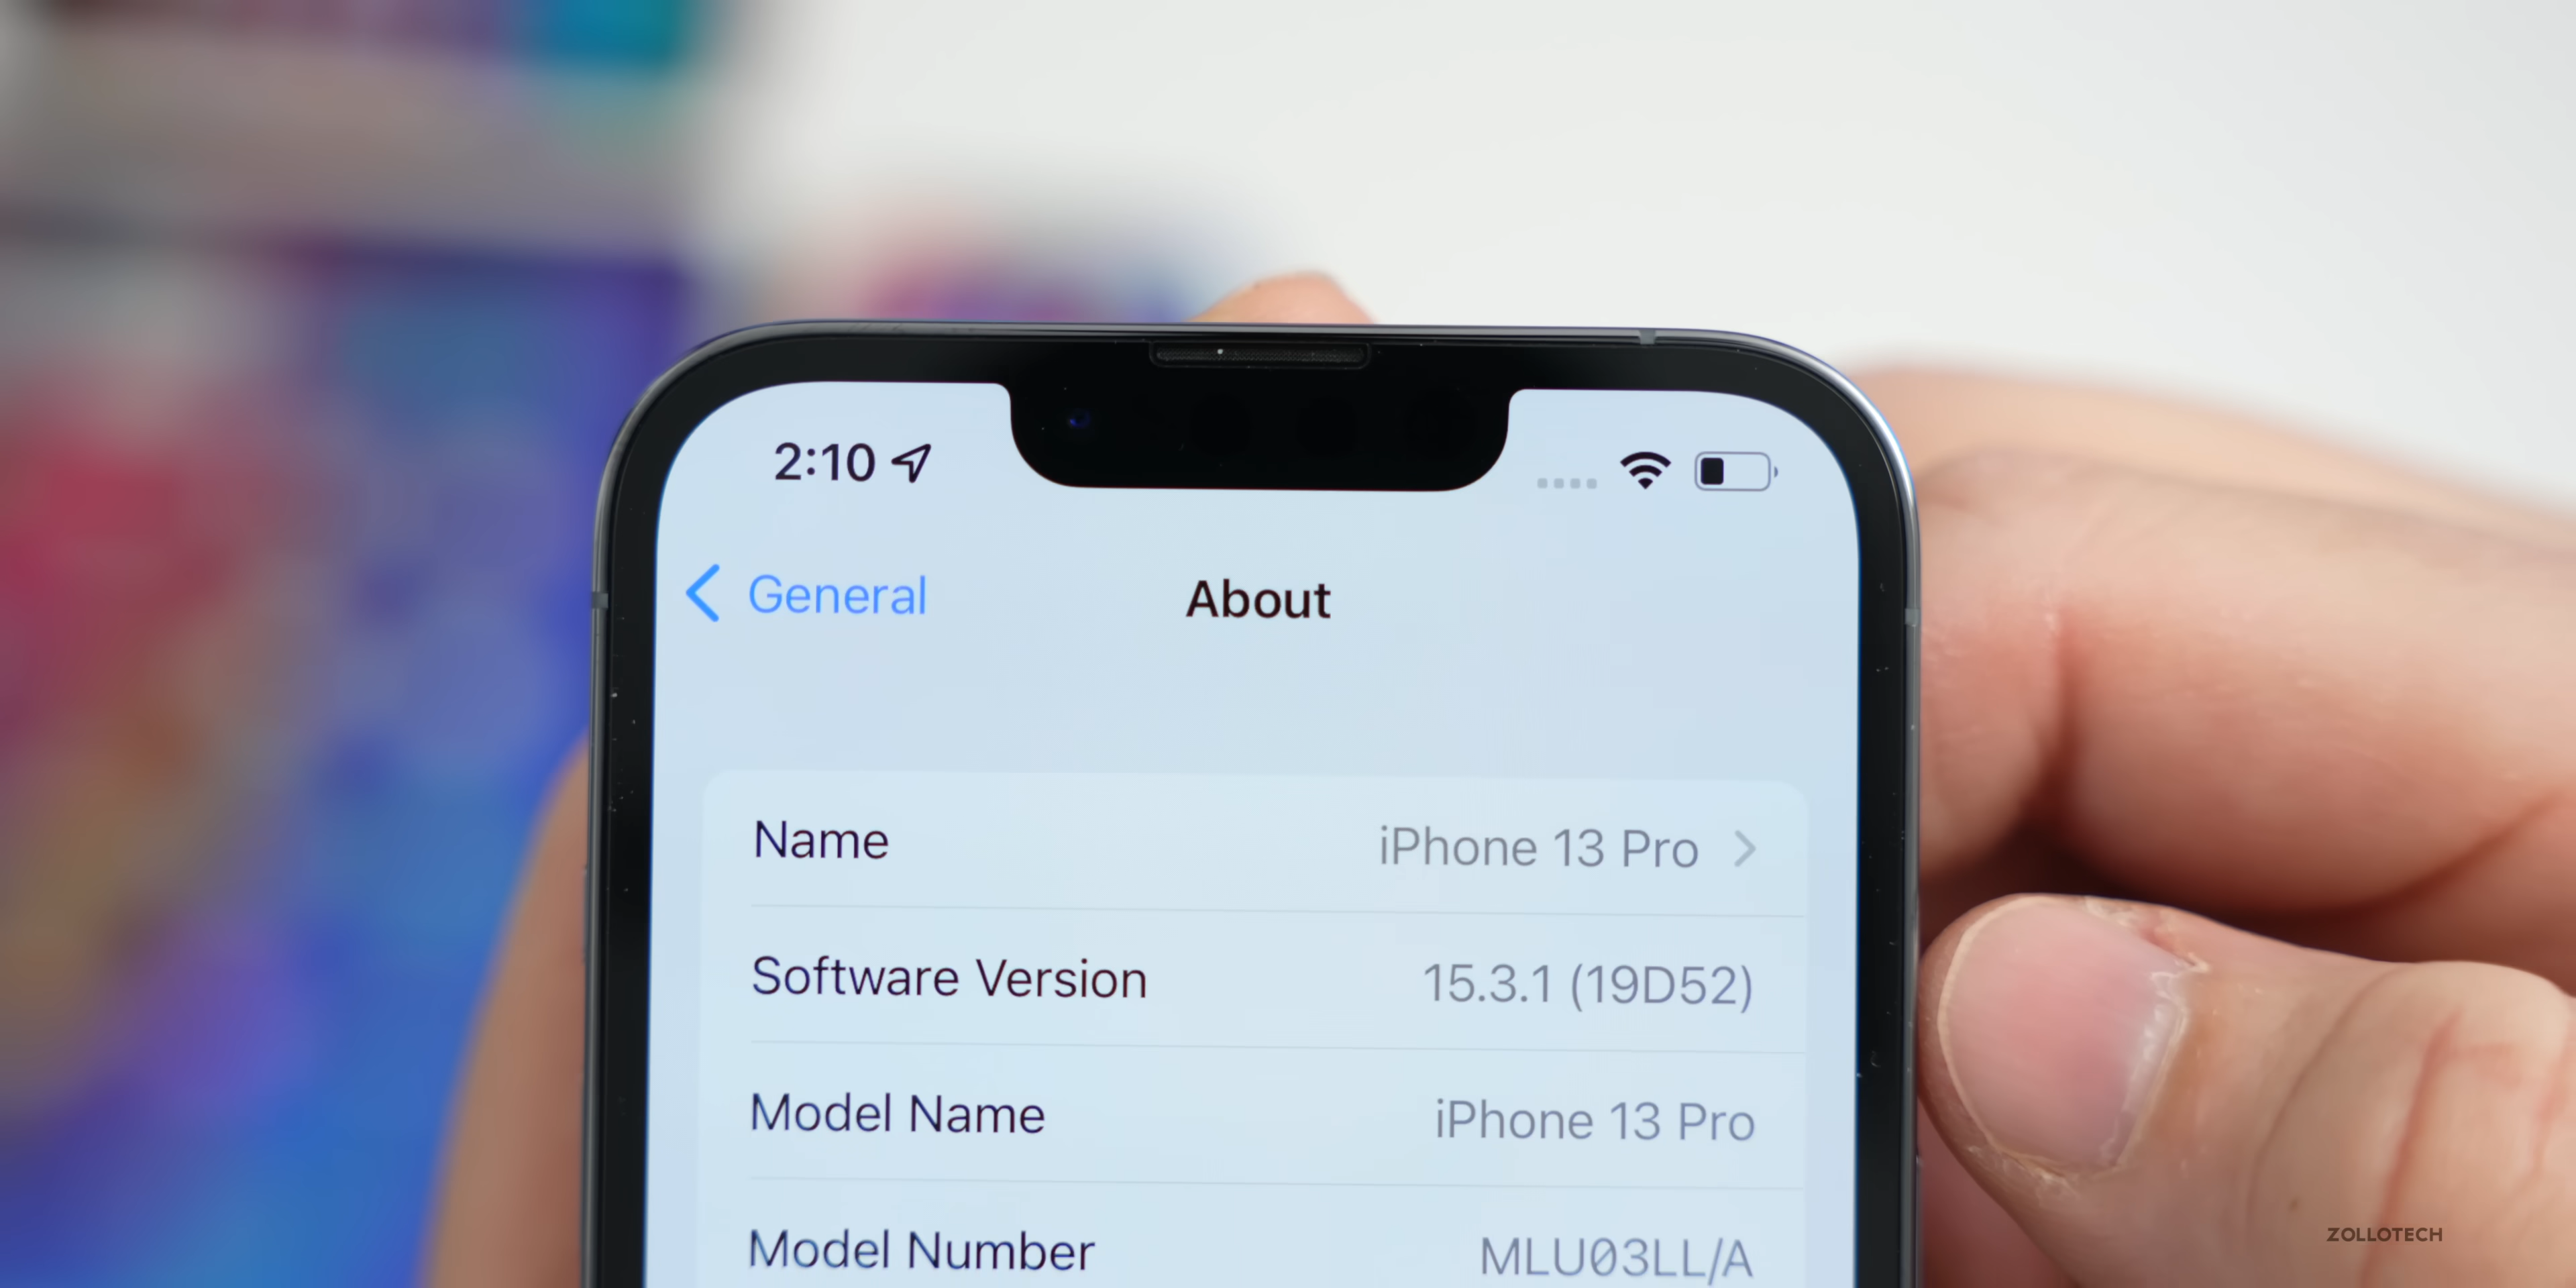 2:10
General About
Name iPhone 13 Pro
Software Version 15.3.1 (19D52)
Model Name iPhone 13 Pro
Model Number MLU03LL/A
ZOLLOTECH